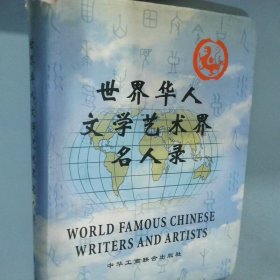 世界华人
文学艺术界
名人录
WORLD FAMOUS CHINESE
WRITERS AND ARTISTS
中华工商联合出版社